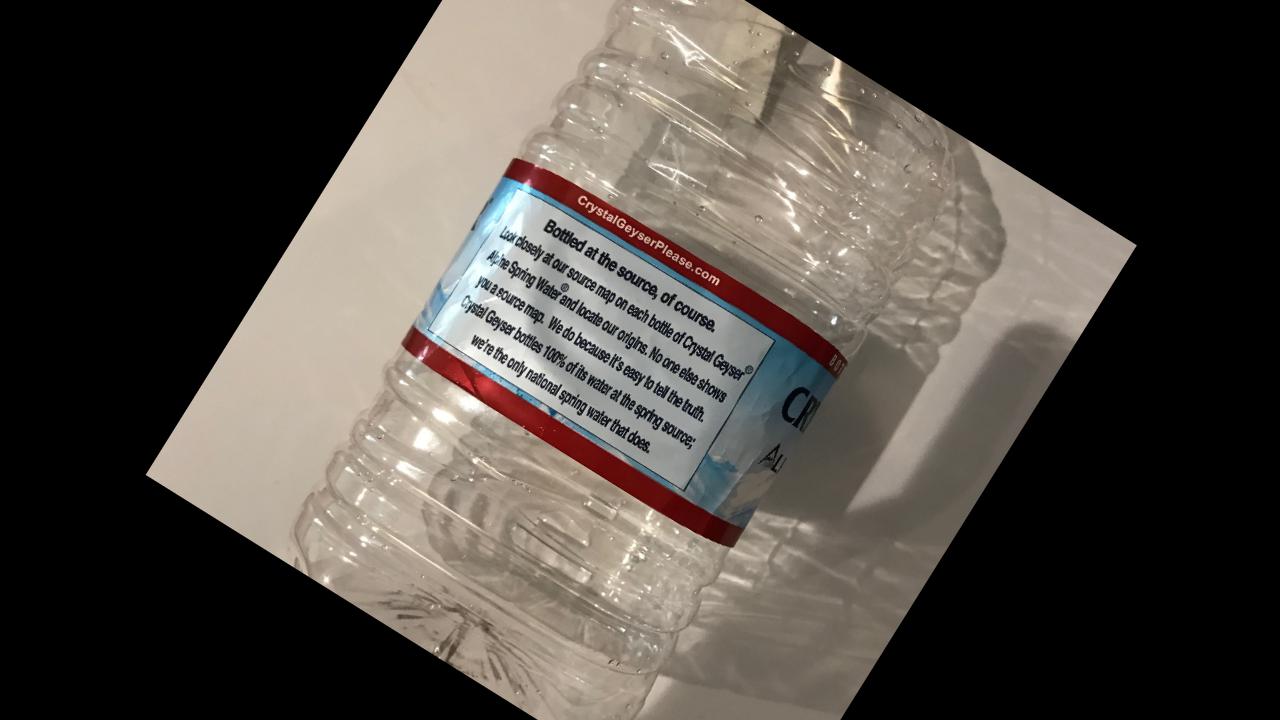 CrystalGeyserPlease.com
Bottled at the source, of course.
Look closely at our source map on each bottle of Crystal Geyser®
Alpine Spring Water® and locate our origins. No one else shows
you a source map. We do because it's easy to tell the truth.
Crystal Geyser bottles 100% of its water at the spring source;
we're the only national spring water that does.